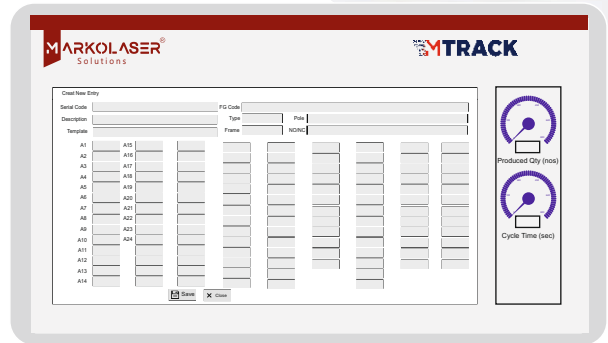 MARKOLASER®
Solutions
MTRACK
Creat New Entry
Serial Code FG Code
Description Type Pole
Template Frame NO/NC
A1 A15
A2 A16
A3 A17
A4 A18
A5 A19
A6 A20
A7 A21
A8 A22
A9 A23
A10 A24
A11
A12
A13
A14
Save X Close
Produced Qty (nos)
Cycle Time (sec)